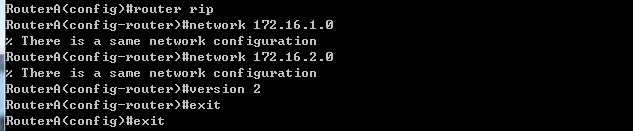 RouterA(config)#router rip
RouterA(config-router)#network 172.16.1.0
% There is a same network configuration
RouterA(config-router)#network 172.16.2.0
% There is a same network configuration
RouterA(config-router)#version 2
RouterA(config-router)#exit
RouterA(config)#exit